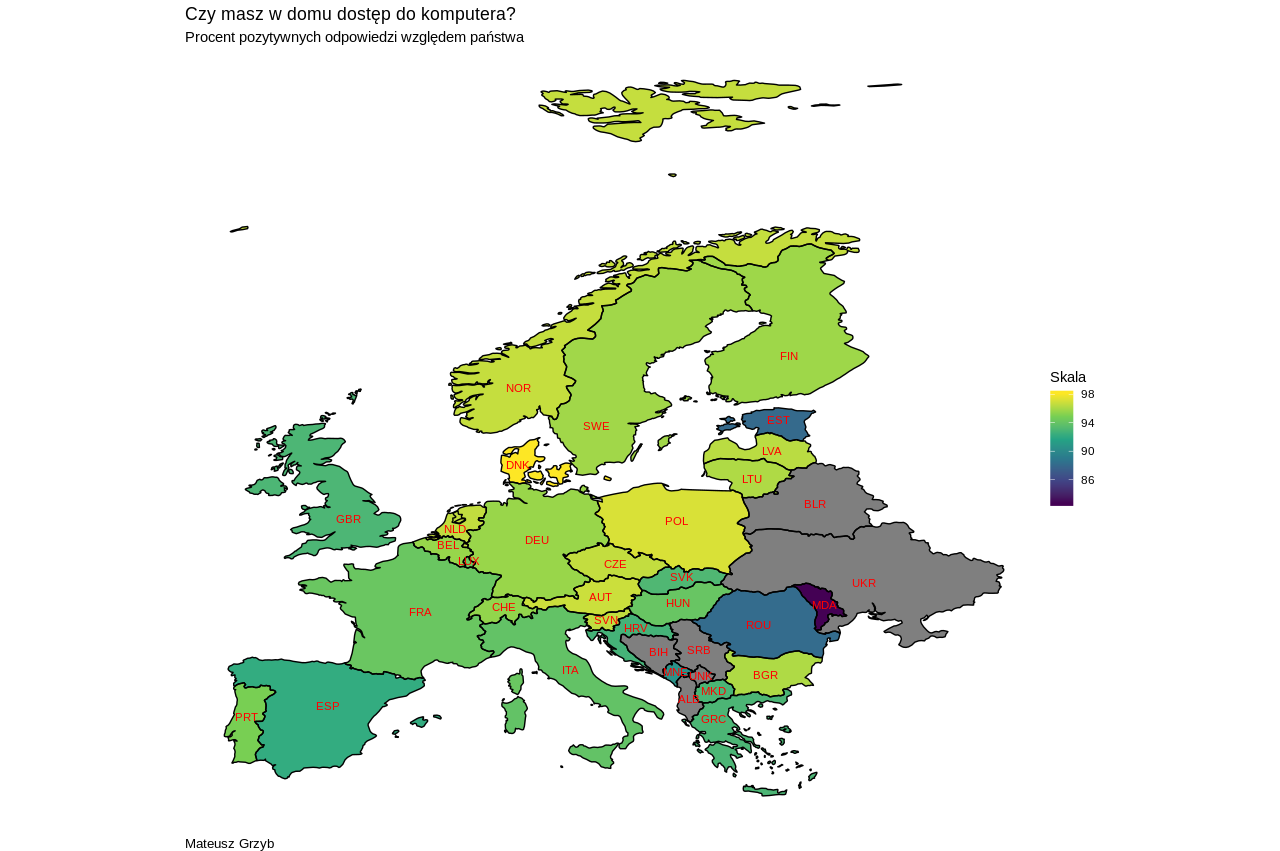 Czy masz w domu dostęp do komputera?
Procent pozytywnych odpowiedzi względem państwa
NOR
FIN
SWE
EST
LVA
DNK
LTU
BLR
GBR
NLD
POL
BEL
DEU
LUX
CZE
SVK
UKR
AUT
HUN
MDA
CHE
FRA
SVN
HRV
ROU
BIH
SRB
ITA
MNE
UNK
BGR
MKD
ALB
ESP
PRT
GRC
Skala
98
94
90
86
Mateusz Grzyb